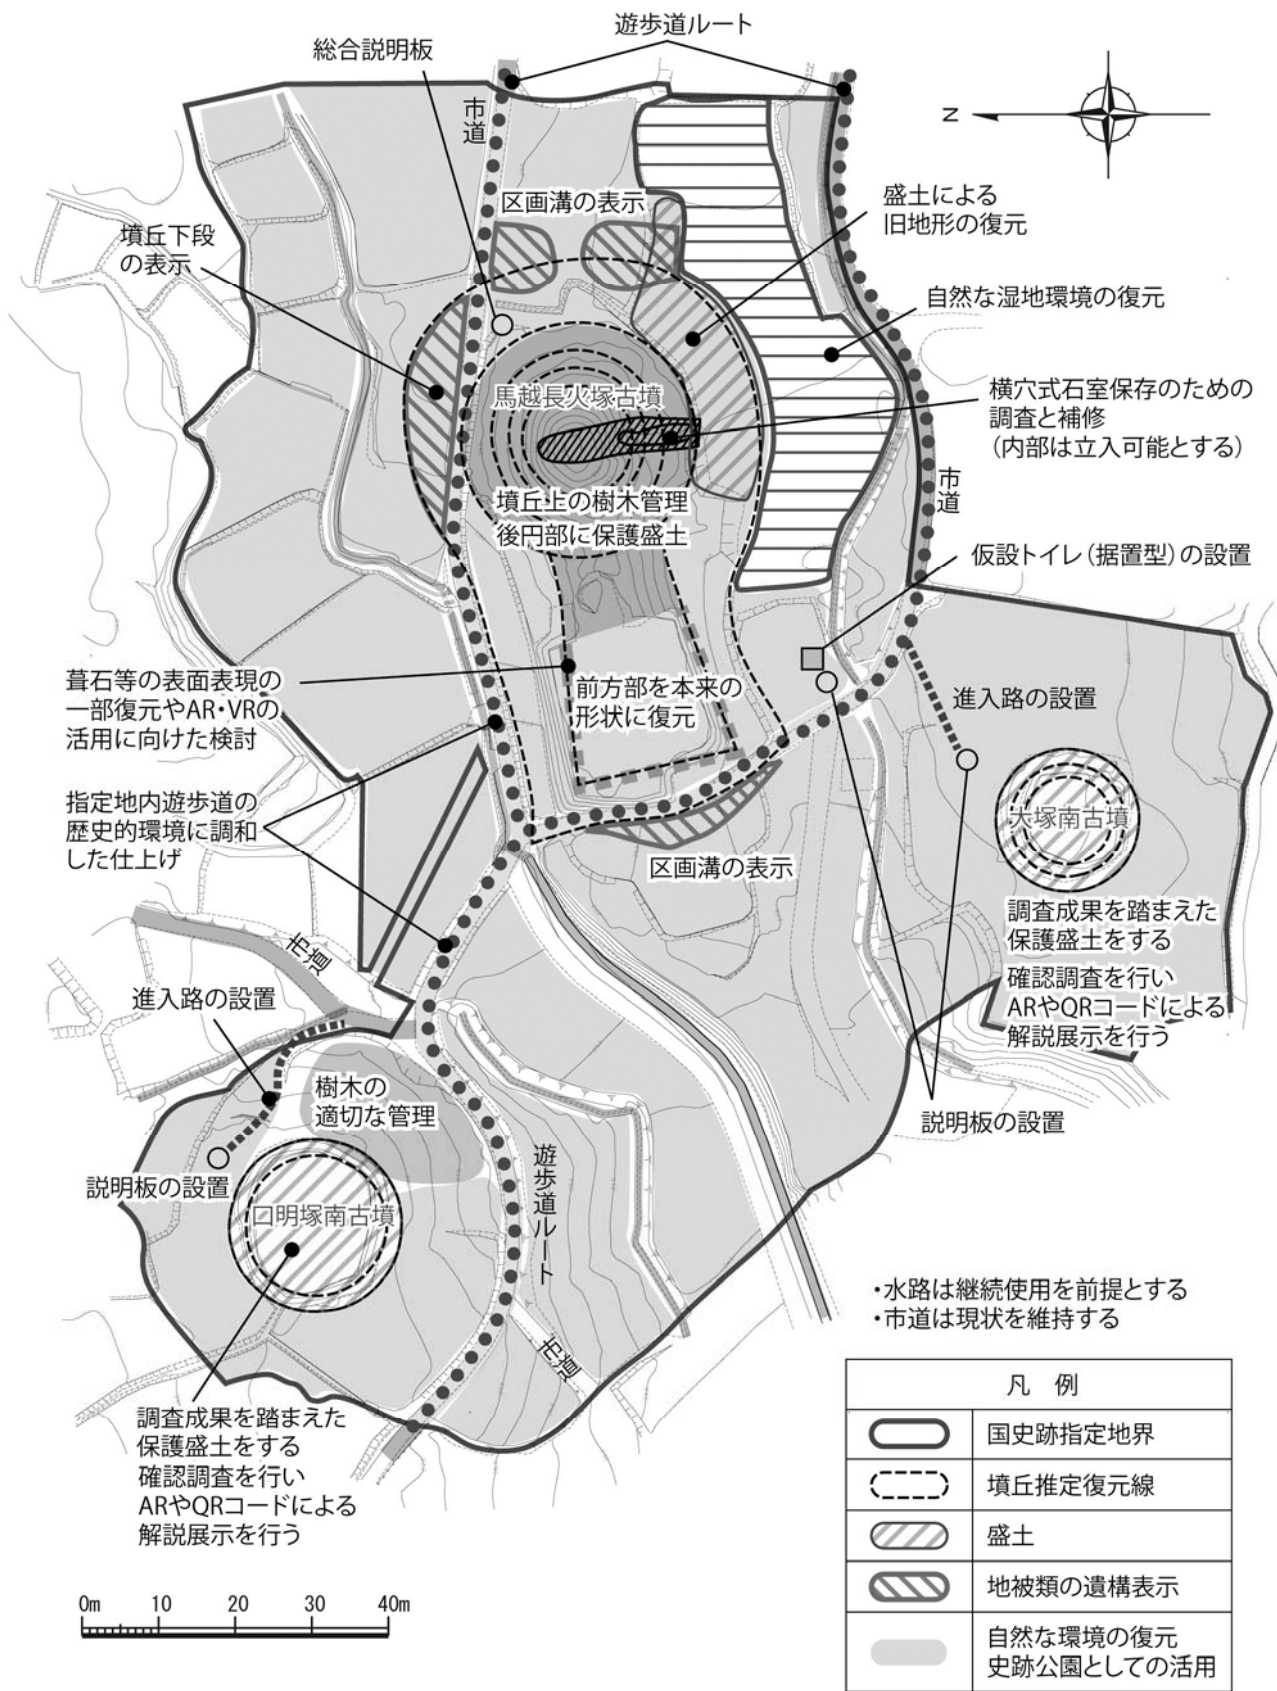 遊歩道ルート
総合説明板
市道
N
区画溝の表示
盛土による
旧地形の復元
墳丘下段
の表示
自然な湿地環境の復元
馬越長火塚古墳
横穴式石室保存のための
調査と補修
(内部は立入可能とする)
墳丘上の樹木管理
後円部に保護盛土
市道
仮設トイレ(据置型)の設置
葺石等の表面表現の
一部復元やAR・VRの
活用に向けた検討
前方部を本来の
形状に復元
進入路の設置
指定地内遊歩道の
歴史的環境に調和
した仕上げ
大塚南古墳
区画溝の表示
調査成果を踏まえた
保護盛土をする
確認調査を行い
ARやQRコードによる
解説展示を行う
市道
進入路の設置
樹木の
適切な管理
説明板の設置
遊歩道ルート
説明板の設置
口明塚南古墳
・水路は継続使用を前提とする
・市道は現状を維持する
市道
調査成果を踏まえた
保護盛土をする
確認調査を行い
ARやQRコードによる
解説展示を行う
凡 例
国史跡指定地界
墳丘推定復元線
盛土
地被類の遺構表示
自然な環境の復元
史跡公園としての活用
0m 10 20 30 40m